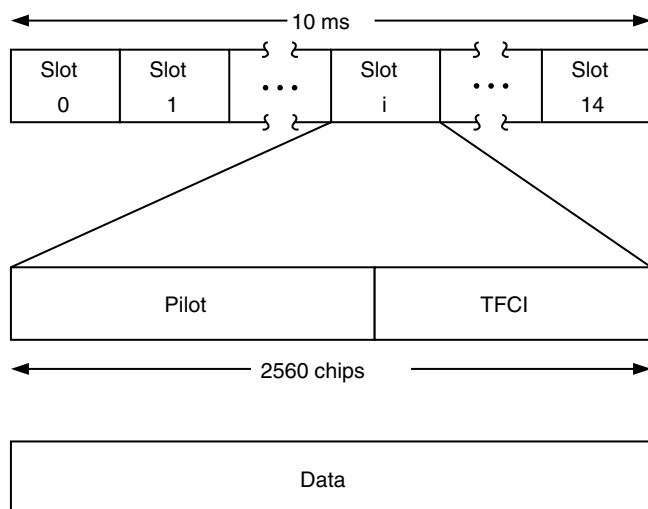 10 ms
Slot Slot ... Slot ... Slot
0 1 i 14
Pilot TFCI
2560 chips
Data